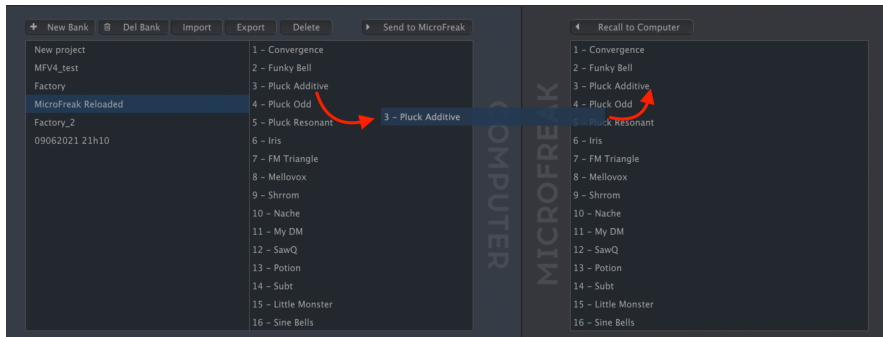 + New Bank Del Bank Import Export Delete Send to MicroFreak
New project
MFV4_test
Factory
MicroFreak Reloaded
Factory_2
09062021 21h10
1 – Convergence
2 – Funky Bell
3 – Pluck Additive
4 – Pluck Odd
5 – Pluck Resonant
6 – Iris
7 – FM Triangle
8 – Mellovox
9 – Shrrom
10 – Nache
11 – My DM
12 – SawQ
13 – Potion
14 – Subt
15 – Little Monster
16 – Sine Bells
3 – Pluck Additive
COMPUTER
MICROFREAK
Recall to Computer
1 – Convergence
2 – Funky Bell
3 – Pluck Additive
4 – Pluck Odd
5 – Pluck Resonant
6 – Iris
7 – FM Triangle
8 – Mellovox
9 – Shrrom
10 – Nache
11 – My DM
12 – SawQ
13 – Potion
14 – Subt
15 – Little Monster
16 – Sine Bells